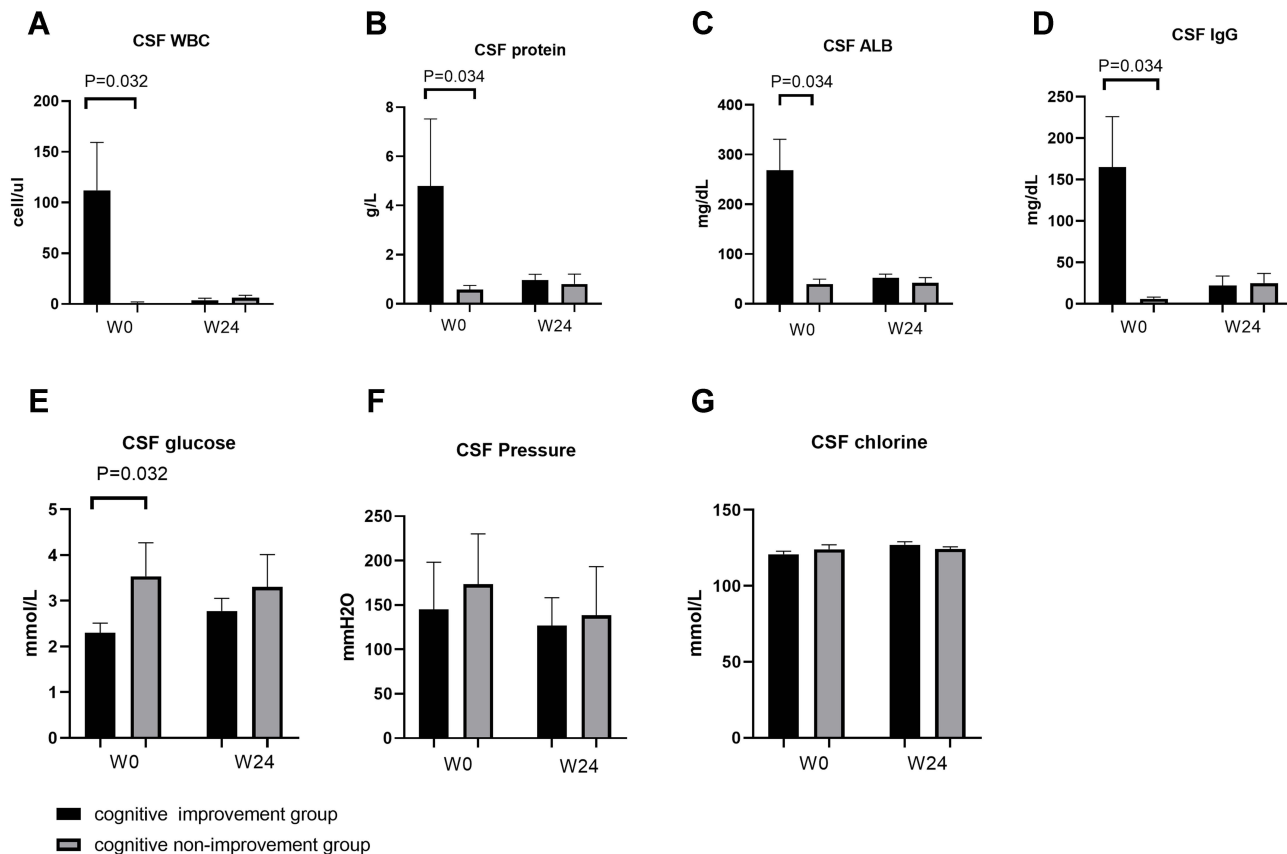 A
CSF WBC
P=0.032
200
150
100
50
0
cell/ul
W0
W24
B
CSF protein
P=0.034
8
6
4
2
0
g/L
W0
W24
C
CSF ALB
P=0.034
400
300
200
100
0
mg/dL
W0
W24
D
CSF IgG
P=0.034
250
200
150
100
50
0
mg/dL
W0
W24
E
CSF glucose
P=0.032
5
4
3
2
1
0
mmol/L
W0
W24
F
CSF Pressure
250
200
150
100
50
0
mmH2O
W0
W24
G
CSF chlorine
150
100
50
0
mmol/L
W0
W24
cognitive improvement group
cognitive non-improvement group